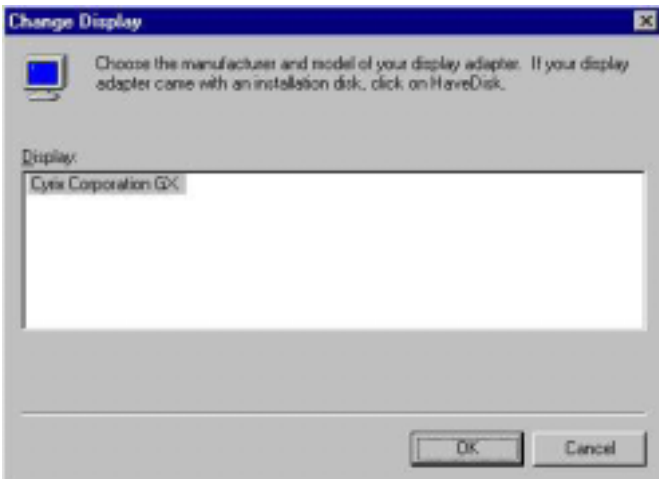 Change Display
Choose the manufacturer and model of your display adapter. If your display
adapter came with an installation disk, click on HaveDisk.
Display:
Cyrix Corporation GX
OK
Cancel